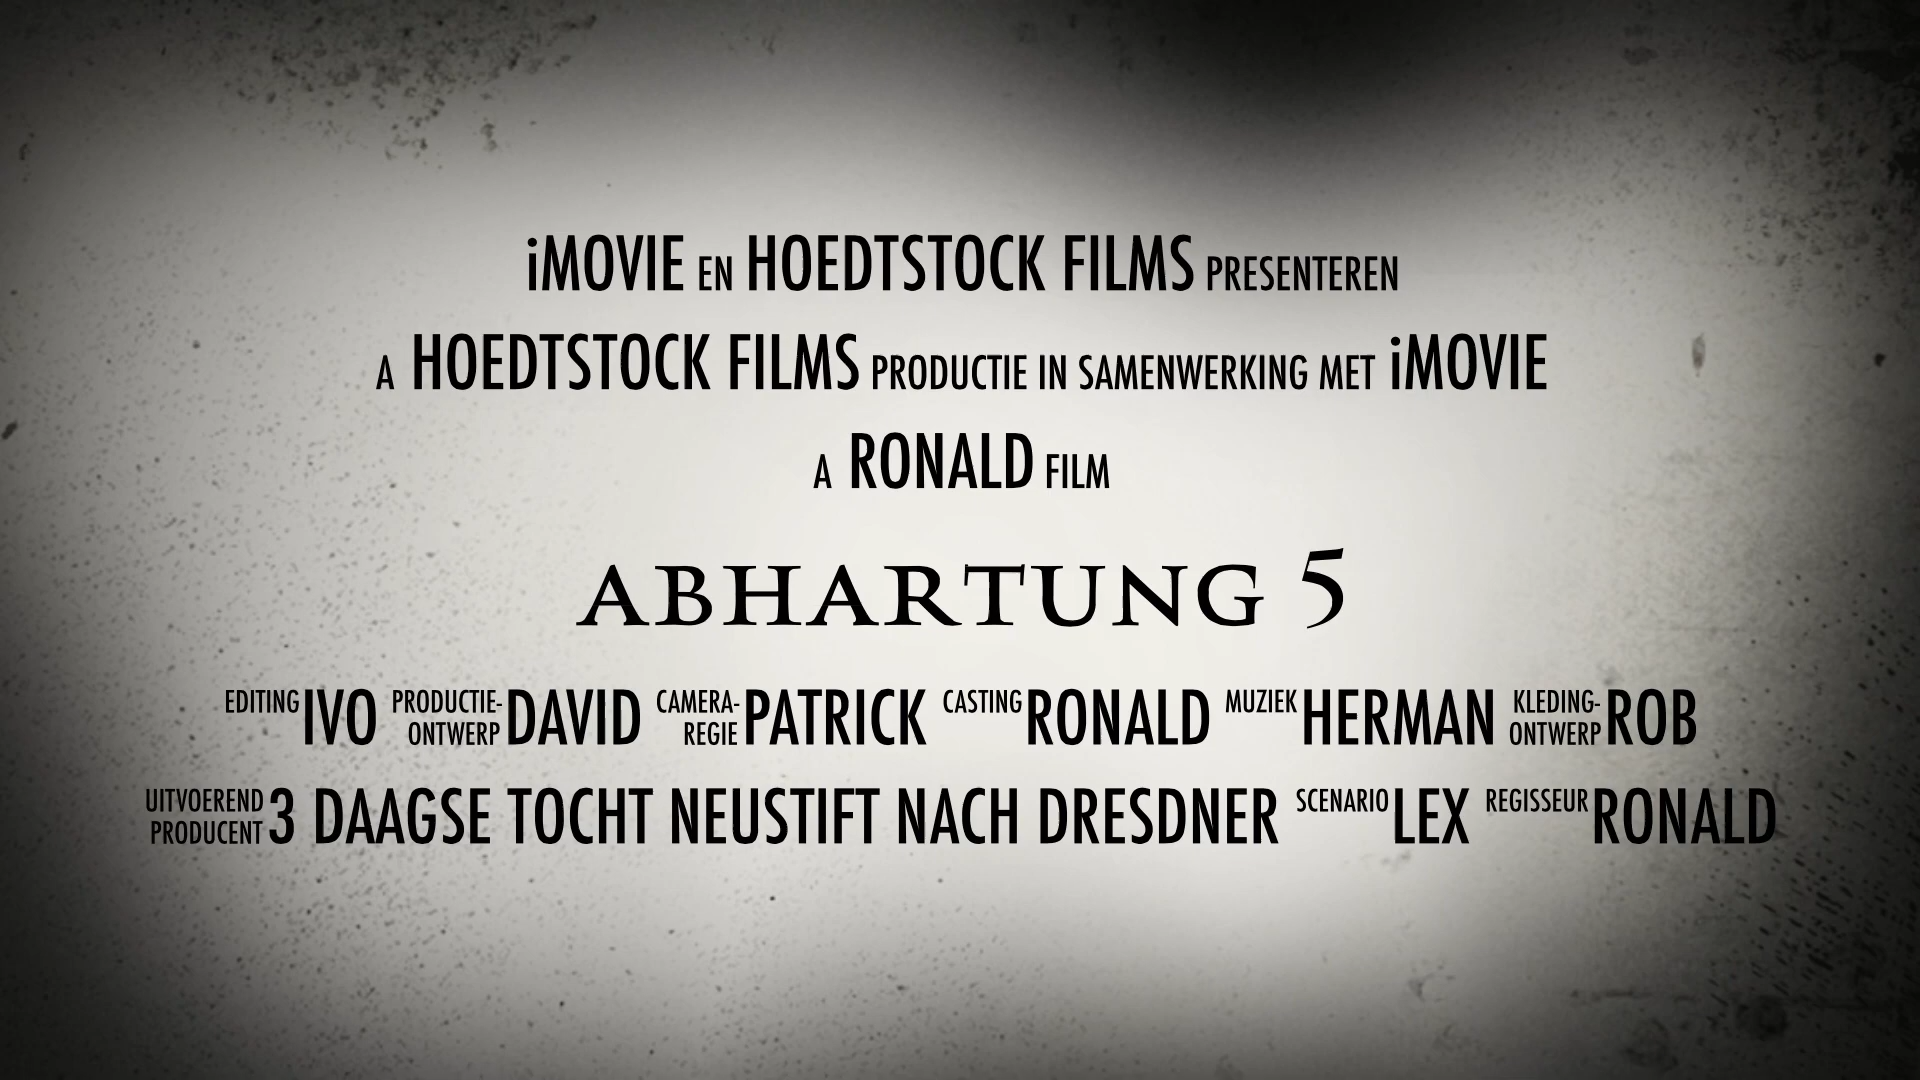 iMOVIE EN HOEDTSTOCK FILMS PRESENTEREN
A HOEDTSTOCK FILMS PRODUCTIE IN SAMENWERKING MET iMOVIE
A RONALD FILM
ABHARTUNG 5
EDITING IVO PRODUCTIE-ONTWERP DAVID CAMERA-REGIE PATRICK CASTING RONALD MUZIEK HERMAN KLEDING-ONTWERP ROB
UITVOEREND PRODUCENT 3 DAAGSE TOCHT NEUSTIFT NACH DRESDNER SCENARIO LEX REGISSEUR RONALD